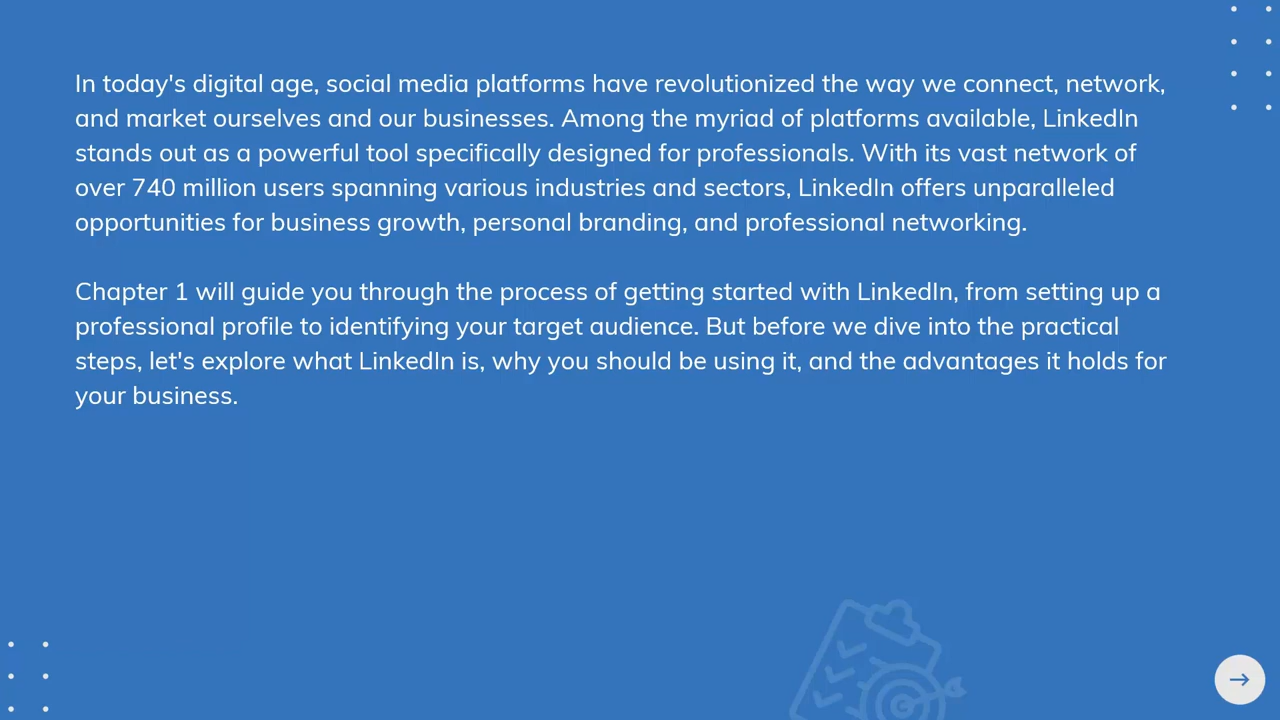 In today's digital age, social media platforms have revolutionized the way we connect, network,
and market ourselves and our businesses. Among the myriad of platforms available, LinkedIn
stands out as a powerful tool specifically designed for professionals. With its vast network of
over 740 million users spanning various industries and sectors, LinkedIn offers unparalleled
opportunities for business growth, personal branding, and professional networking.
Chapter 1 will guide you through the process of getting started with LinkedIn, from setting up a
professional profile to identifying your target audience. But before we dive into the practical
steps, let's explore what LinkedIn is, why you should be using it, and the advantages it holds for
your business.